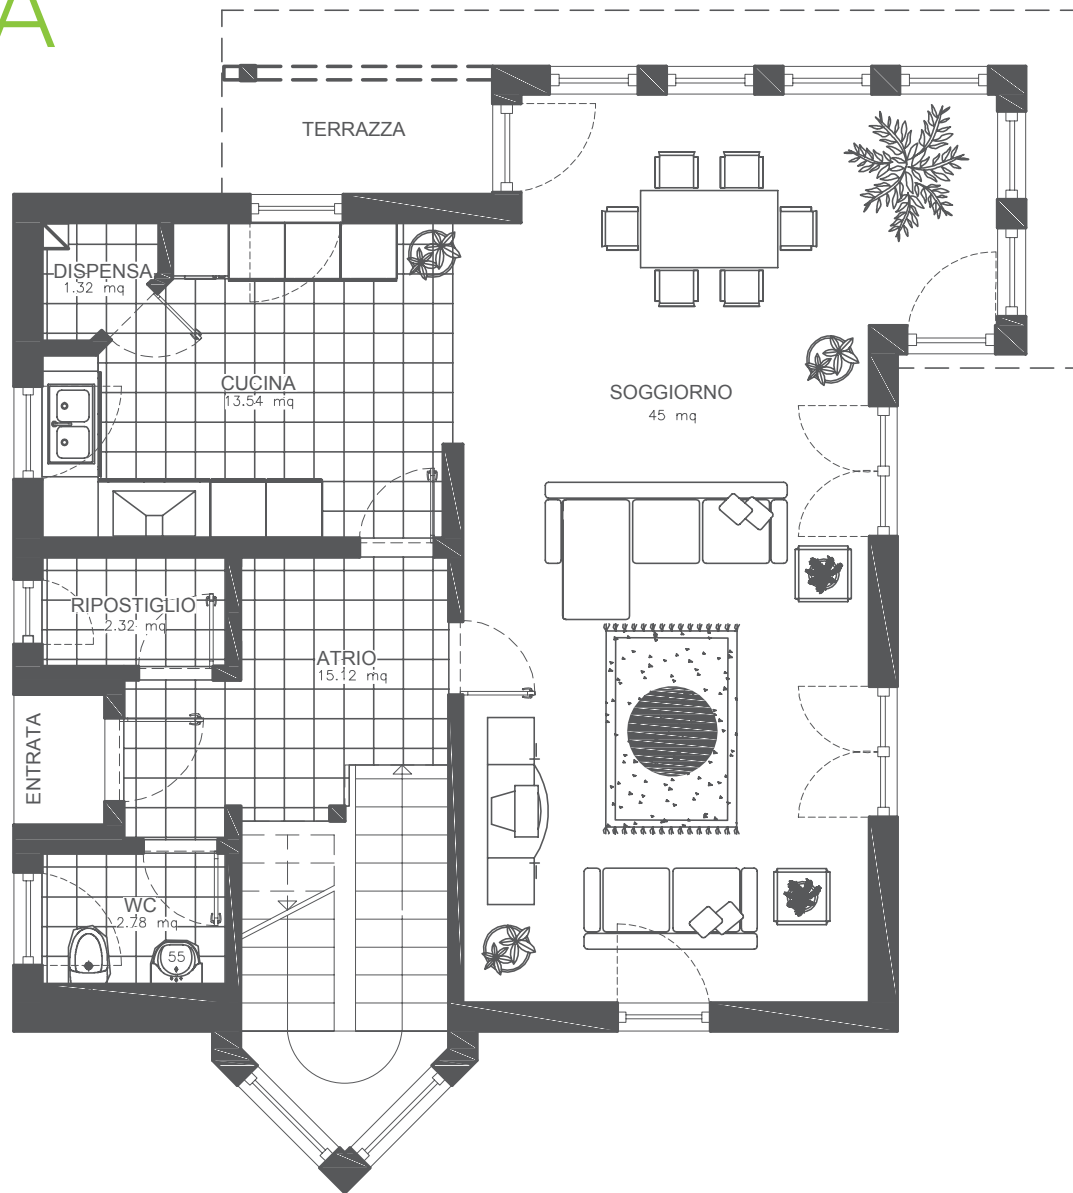 A
TERRAZZA
DISPENSA
1.32 mq
CUCINA
13.54 mq
SOGGIORNO
45 mq
RIPOSTIGLIO
2.32 mq
ATRIO
15.12 mq
ENTRATA
WC
2.78 mq
55